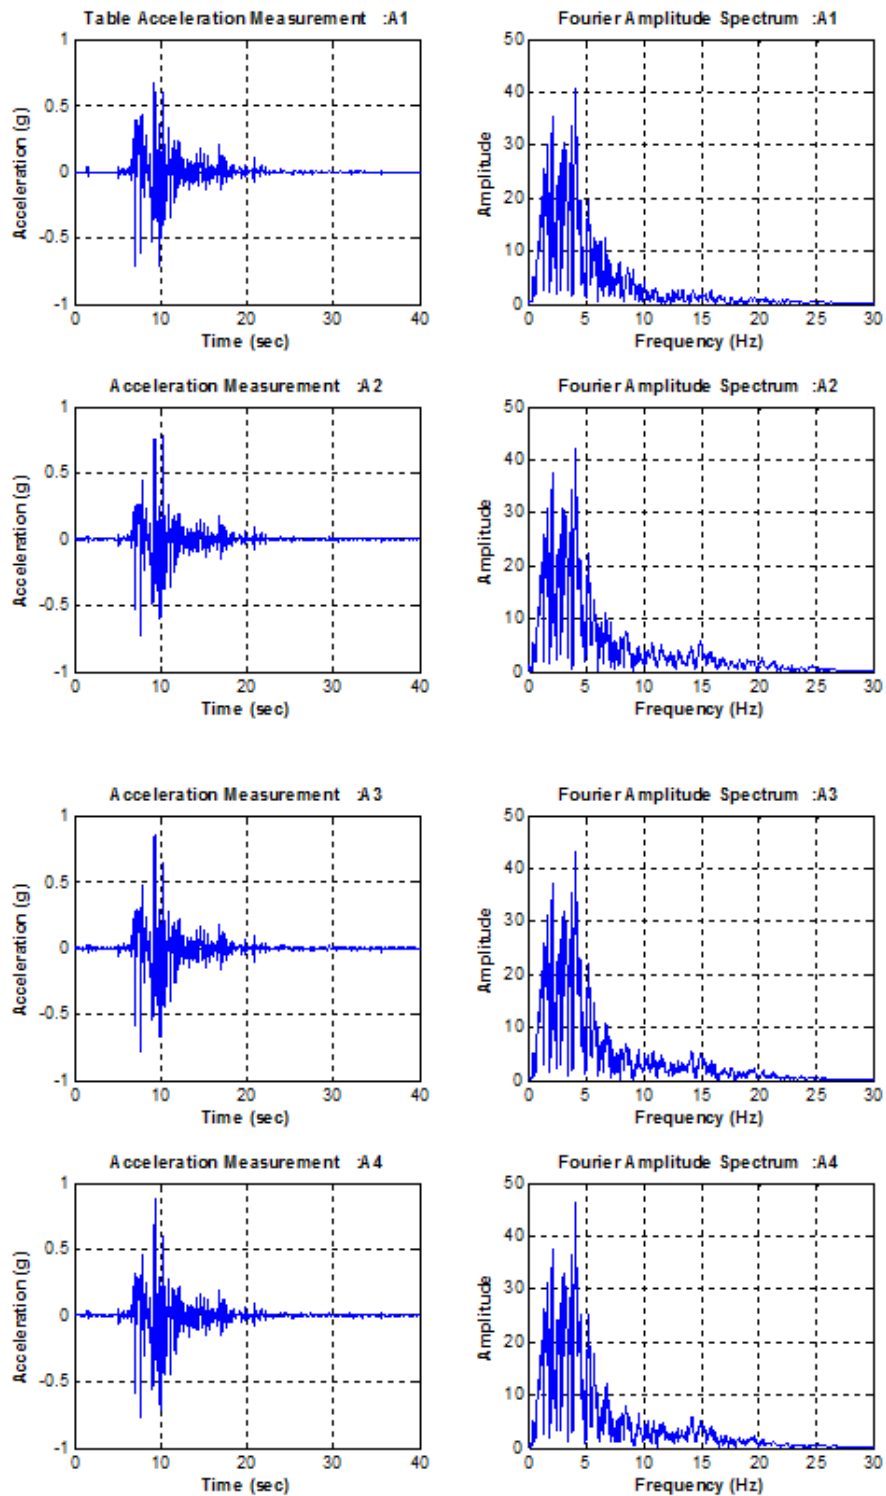 Table Acceleration Measurement :A1
Acceleration (g)
1
0.5
0
-0.5
-1
0 10 20 30 40
Time (sec)
Fourier Amplitude Spectrum :A1
Amplitude
50
40
30
20
10
0
0 5 10 15 20 25 30
Frequency (Hz)
Acceleration Measurement :A2
Acceleration (g)
1
0.5
0
-0.5
-1
0 10 20 30 40
Time (sec)
Fourier Amplitude Spectrum :A2
Amplitude
50
40
30
20
10
0
0 5 10 15 20 25 30
Frequency (Hz)
Acceleration Measurement :A3
Acceleration (g)
1
0.5
0
-0.5
-1
0 10 20 30 40
Time (sec)
Fourier Amplitude Spectrum :A3
Amplitude
50
40
30
20
10
0
0 5 10 15 20 25 30
Frequency (Hz)
Acceleration Measurement :A4
Acceleration (g)
1
0.5
0
-0.5
-1
0 10 20 30 40
Time (sec)
Fourier Amplitude Spectrum :A4
Amplitude
50
40
30
20
10
0
0 5 10 15 20 25 30
Frequency (Hz)